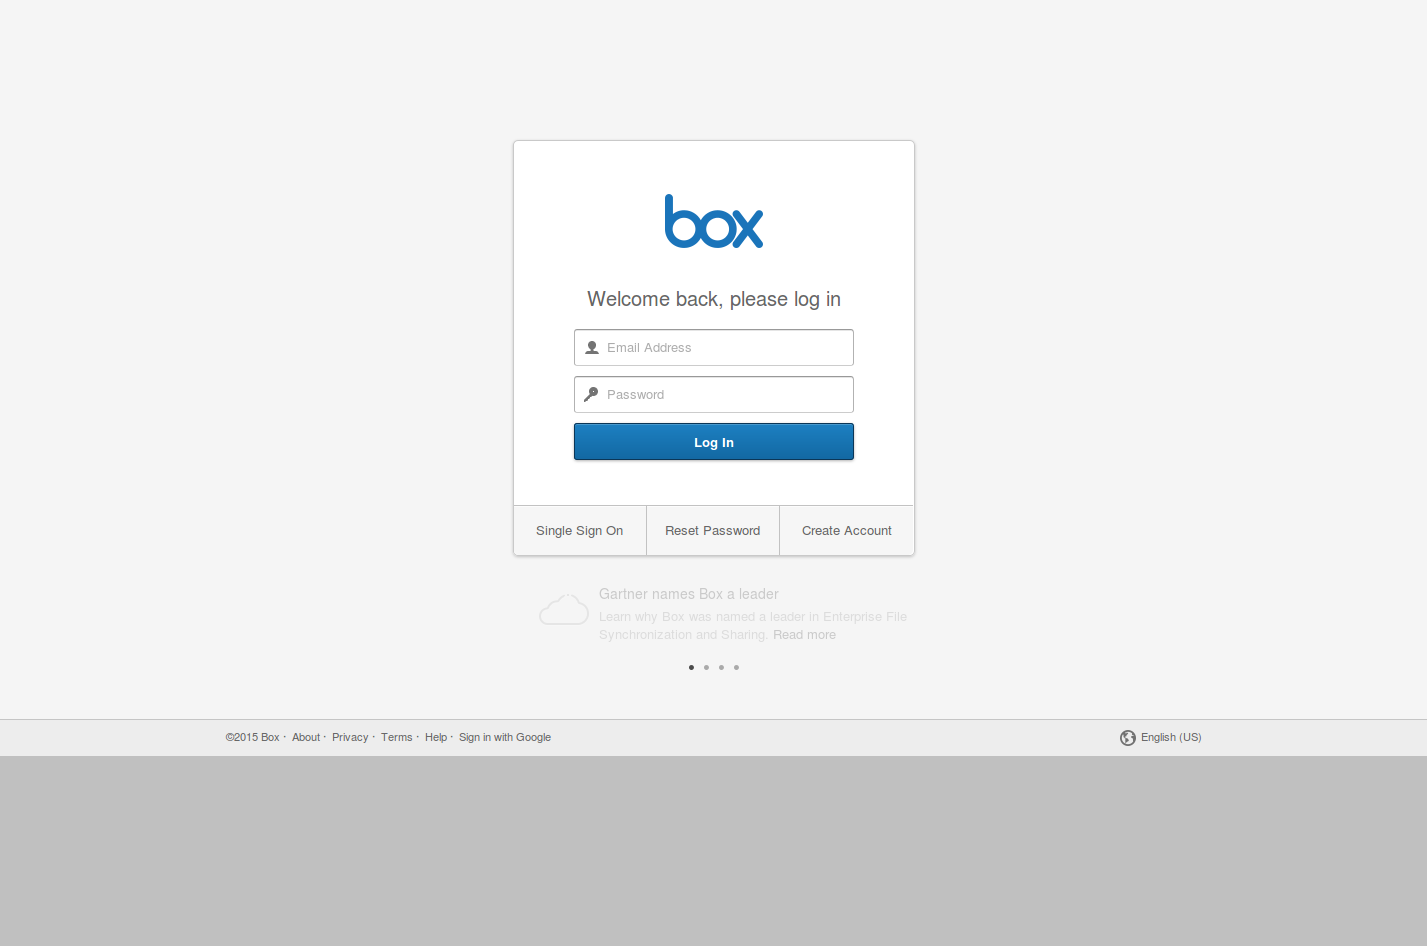 box
Welcome back, please log in
Email Address
Password
Log In
Single Sign On Reset Password Create Account
Gartner names Box a leader
Learn why Box was named a leader in Enterprise File
Synchronization and Sharing. Read more
©2015 Box · About · Privacy · Terms · Help · Sign in with Google English (US)